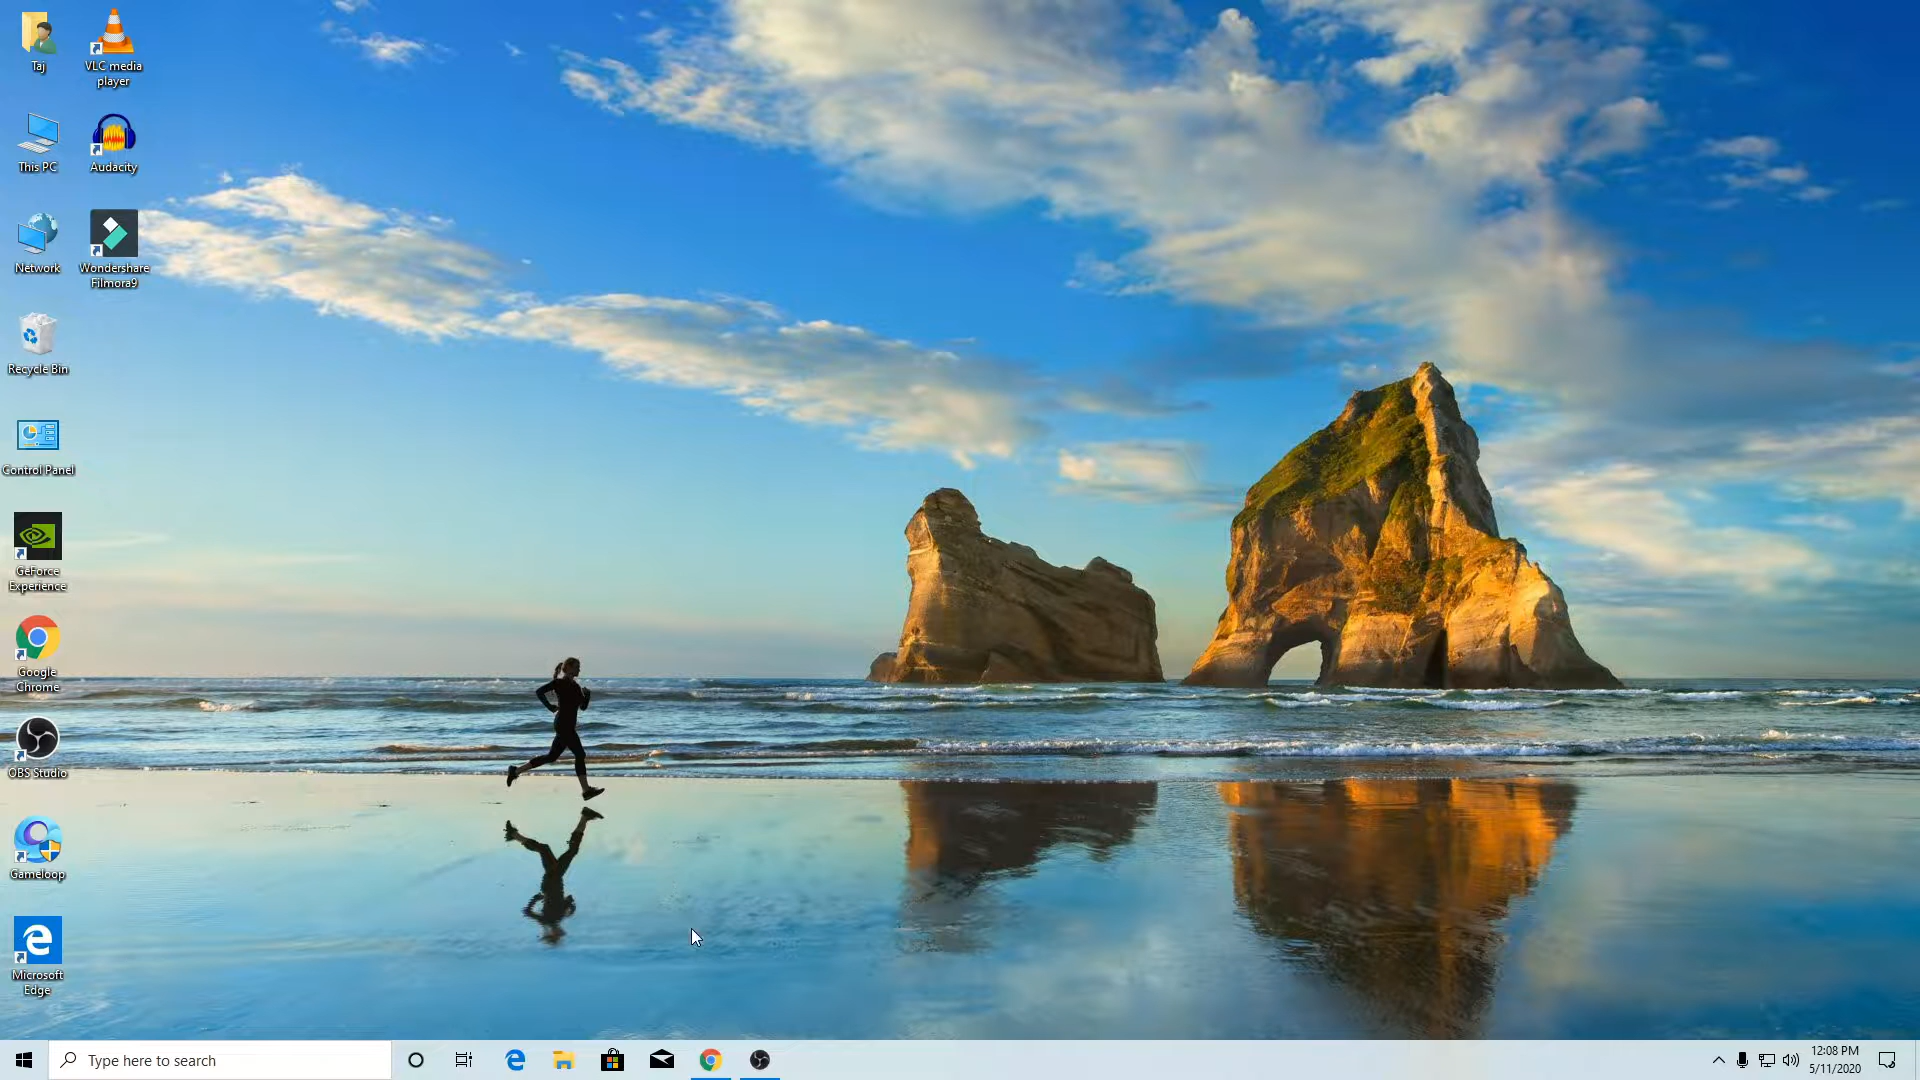 Taj
VLC media
player
This PC
Audacity
Network
Wondershare
Filmora9
Recycle Bin
Control Panel
GeForce
Experience
Google
Chrome
OBS Studio
Gameloop
Microsoft
Edge
Type here to search
12:08 PM
5/11/2020